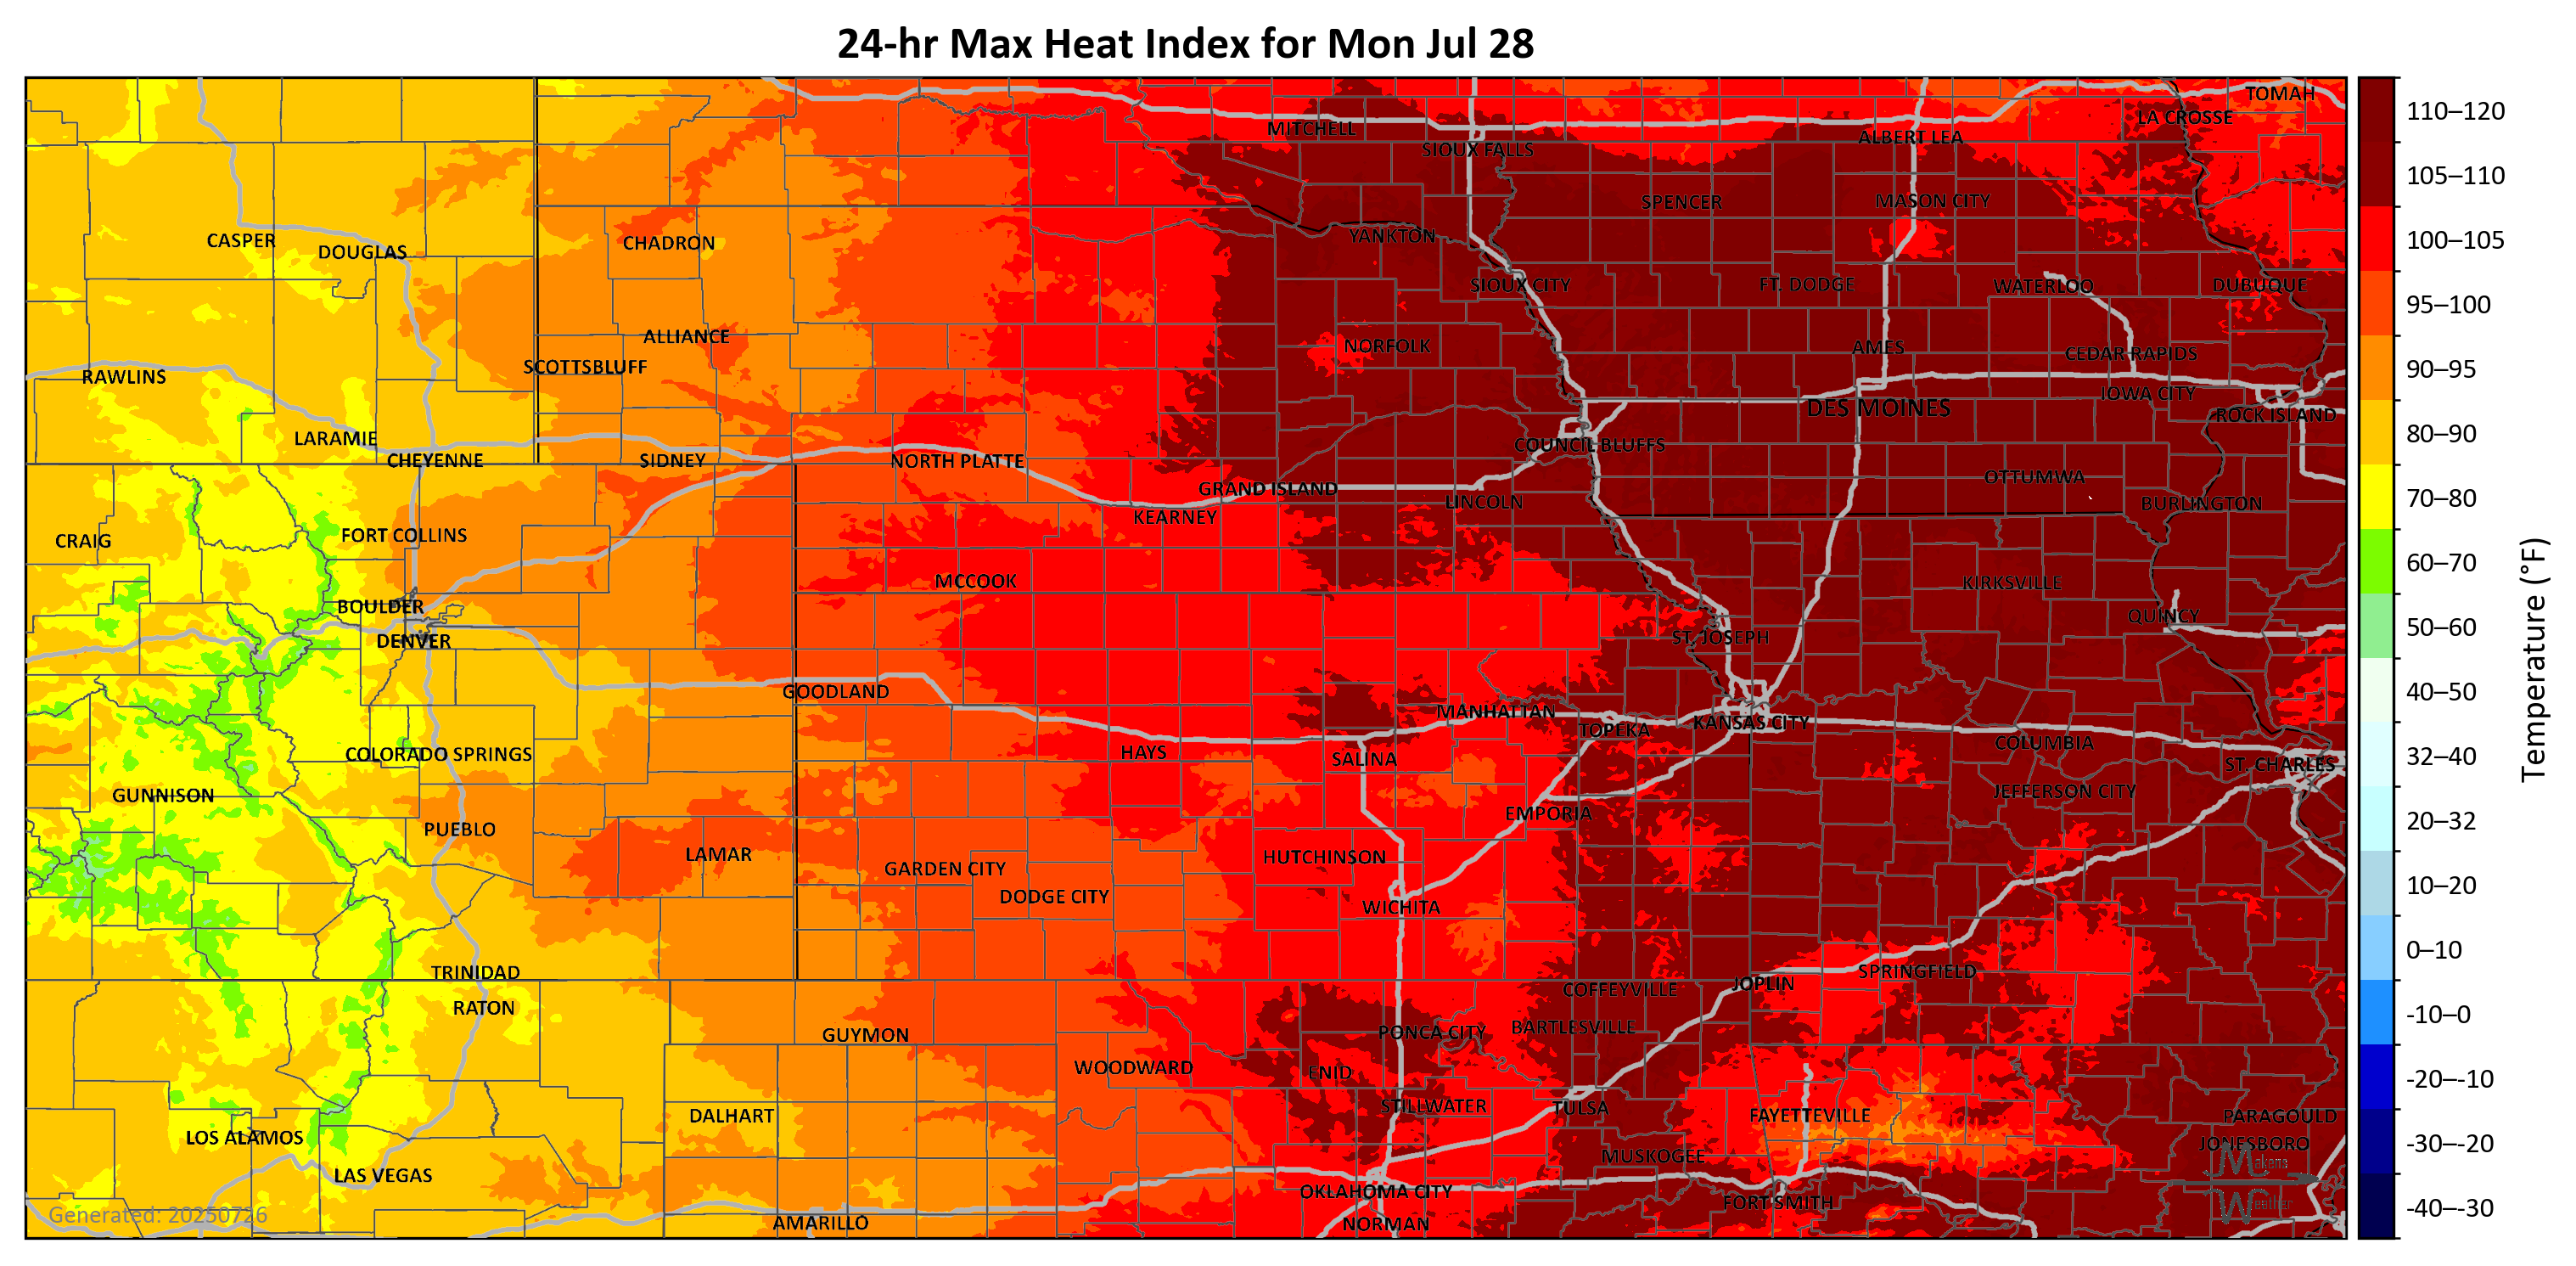 24-hr Max Heat Index for Mon Jul 28
TOMAH
LA CROSSE
MITCHELL
ALBERT LEA
SIOUX FALLS
SPENCER
MASON CITY
YANKTON
CASPER
CHADRON
DOUGLAS
SIOUX CITY
FT. DODGE
WATERLOO
DUBUQUE
ALLIANCE
NORFOLK
AMES
CEDAR RAPIDS
SCOTTSBLUFF
RAWLINS
IOWA CITY
DES MOINES
ROCK ISLAND
LARAMIE
COUNCIL BLUFFS
CHEYENNE
SIDNEY
NORTH PLATTE
OTTUMWA
GRAND ISLAND
LINCOLN
BURLINGTON
KEARNEY
FORT COLLINS
CRAIG
MCCOOK
KIRKSVILLE
BOULDER
QUINCY
DENVER
ST. JOSEPH
GOODLAND
MANHATTAN
KANSAS CITY
TOPEKA
COLUMBIA
COLORADO SPRINGS
HAYS
SALINA
ST. CHARLES
GUNNISON
JEFFERSON CITY
EMPORIA
PUEBLO
LAMAR
HUTCHINSON
GARDEN CITY
DODGE CITY
WICHITA
TRINIDAD
SPRINGFIELD
JOPLIN
COFFEYVILLE
RATON
GUYMON
PONCA CITY
BARTLESVILLE
WOODWARD
ENID
STILLWATER
TULSA
DALHART
FAYETTEVILLE
PARAGOULD
LOS ALAMOS
JONESBORO
MUSKOGEE
LAS VEGAS
OKLAHOMA CITY
FORT SMITH
AMARILLO
NORMAN
Generated: 20250726
Makens
Weather
110–120
105–110
100–105
95–100
90–95
80–90
70–80
60–70
50–60
40–50
32–40
20–32
10–20
0–10
-10–0
-20–-10
-30–-20
-40–-30
Temperature (°F)